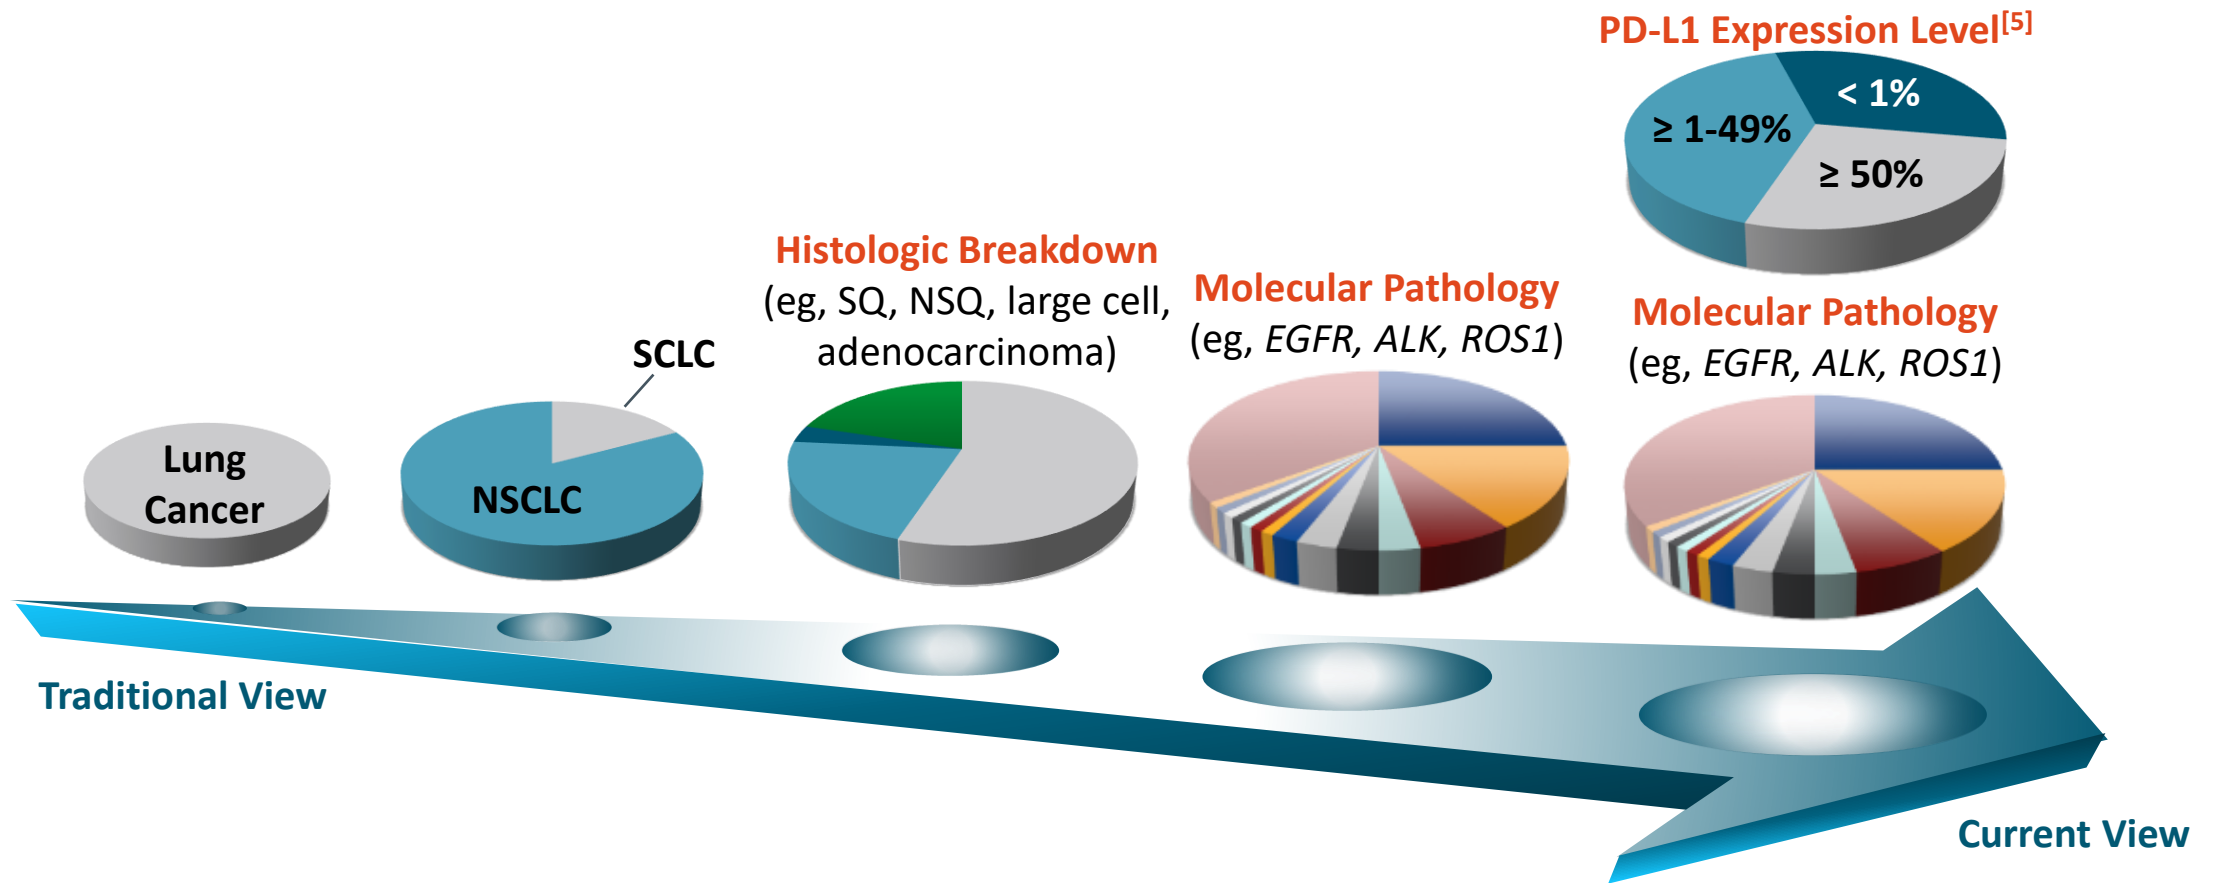 PD-L1 Expression Level[5]
< 1%
≥ 1-49%
≥ 50%
Histologic Breakdown
(eg, SQ, NSQ, large cell,
adenocarcinoma)
Molecular Pathology
(eg, EGFR, ALK, ROS1)
Molecular Pathology
(eg, EGFR, ALK, ROS1)
SCLC
Lung
Cancer
NSCLC
Traditional View
Current View